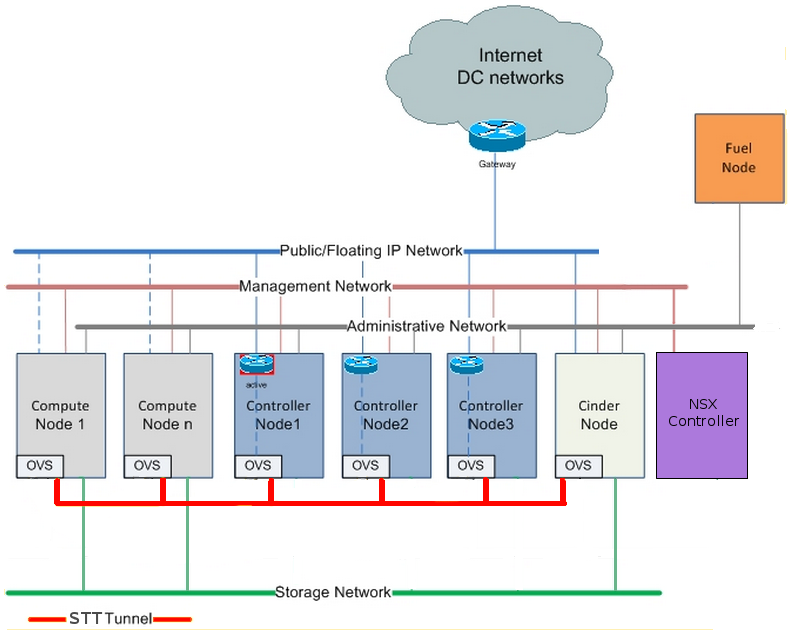 Internet
DC networks
Gateway
Fuel
Node
Public/Floating IP Network
Management Network
Administrative Network
active
Compute
Node 1
Compute
Node n
Controller
Node1
Controller
Node2
Controller
Node3
Cinder
Node
NSX
Controller
OVS
OVS
OVS
OVS
OVS
OVS
Storage Network
STT Tunnel